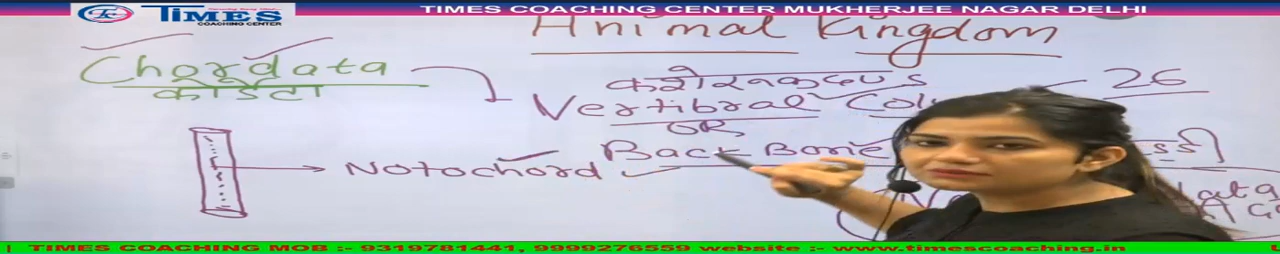 TIMES COACHING CENTER MUKHERJEE NAGAR DELHI
TIMES
COACHING CENTER
Animal Kingdom
Chordata
कोर्डेटा
26
Vertibral Col
OR
Back Bone
Notochord
TIMES COACHING MOB :- 9319781441, 9999276559 website :- www.timescoaching.in